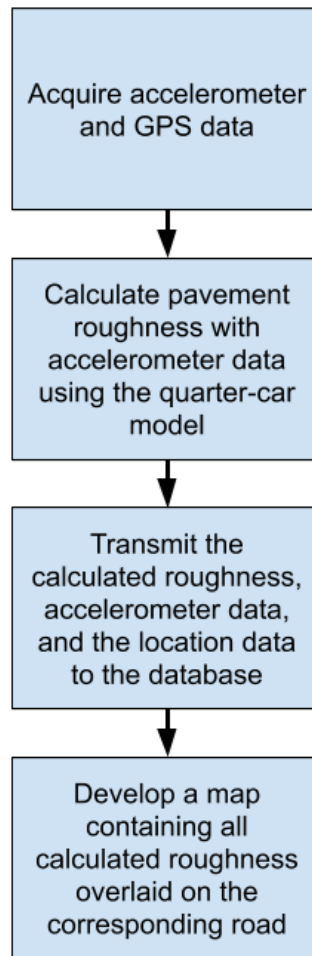 Acquire accelerometer
and GPS data
Calculate pavement
roughness with
accelerometer data
using the quarter-car
model
Transmit the
calculated roughness,
accelerometer data,
and the location data
to the database
Develop a map
containing all
calculated roughness
overlaid on the
corresponding road